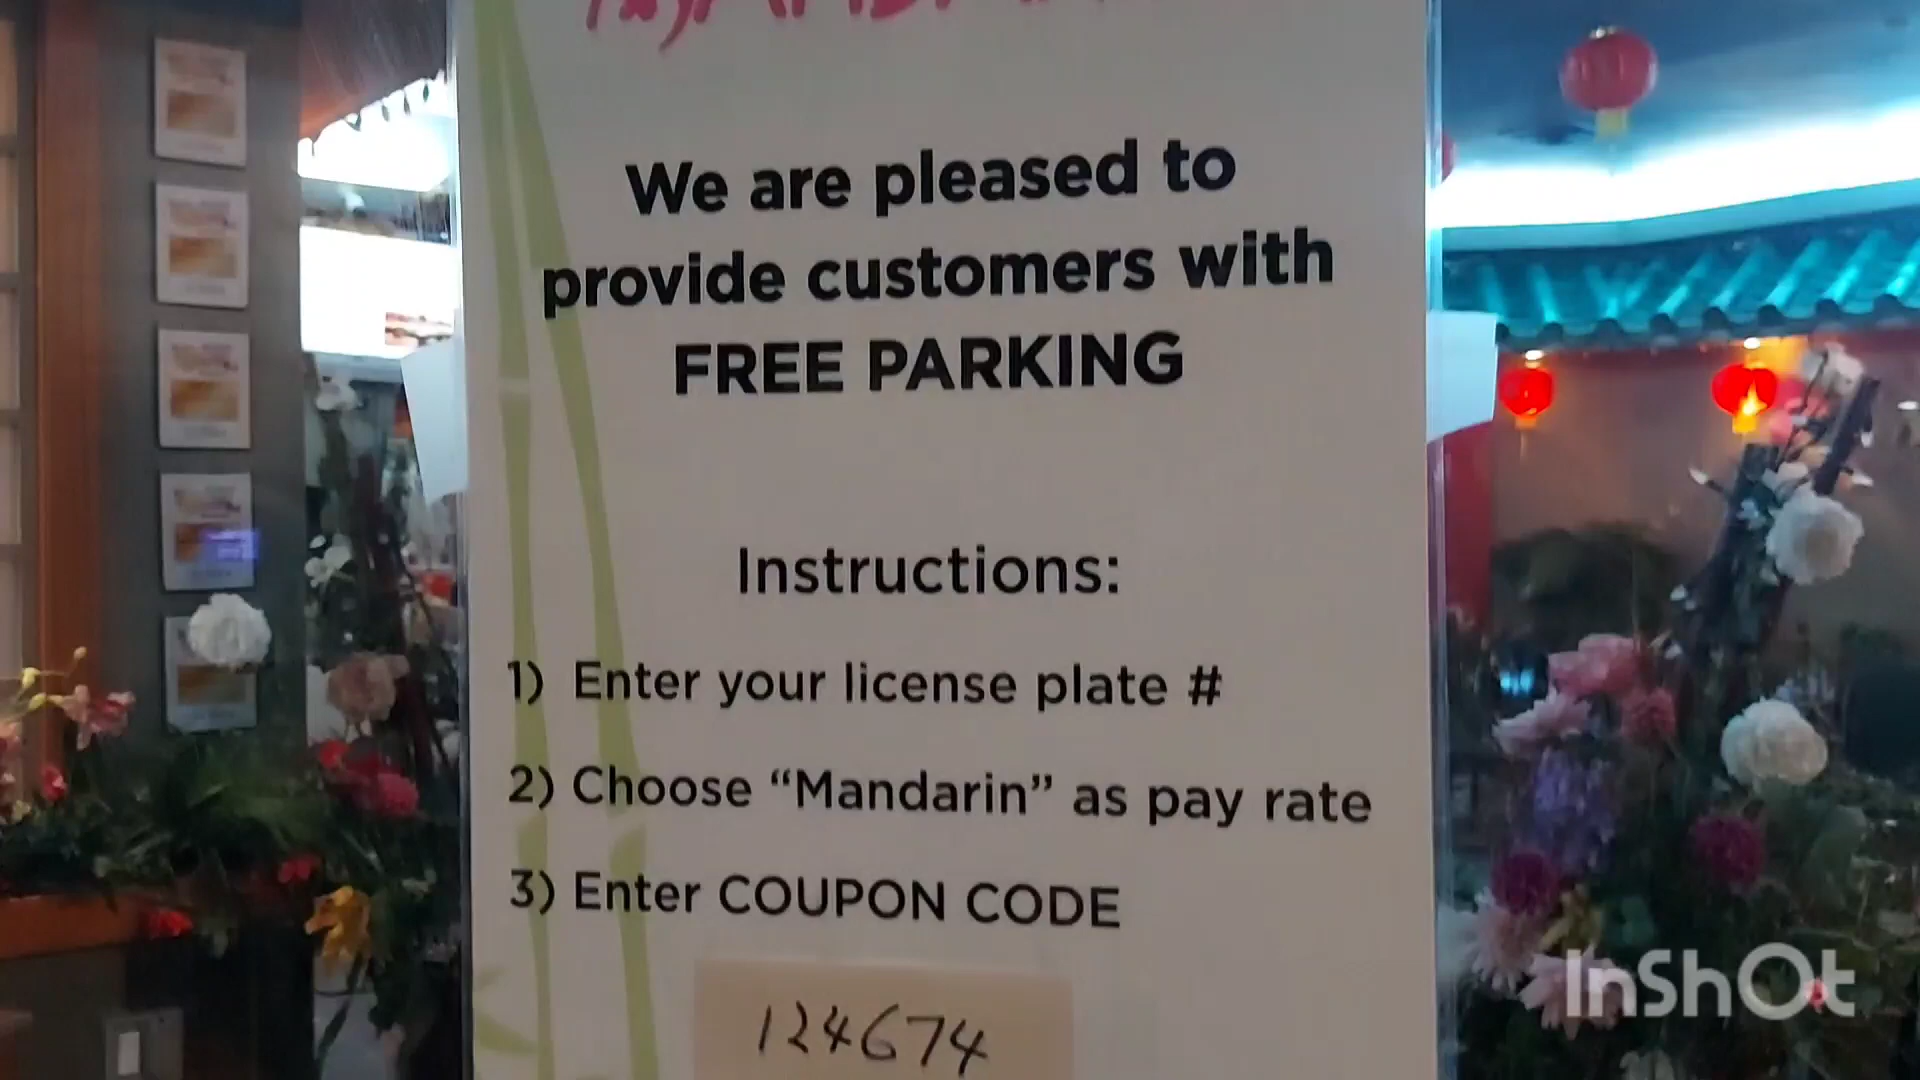 We are pleased to
provide customers with
FREE PARKING
Instructions:
1) Enter your license plate #
2) Choose “Mandarin” as pay rate
3) Enter COUPON CODE
124674
InShOt